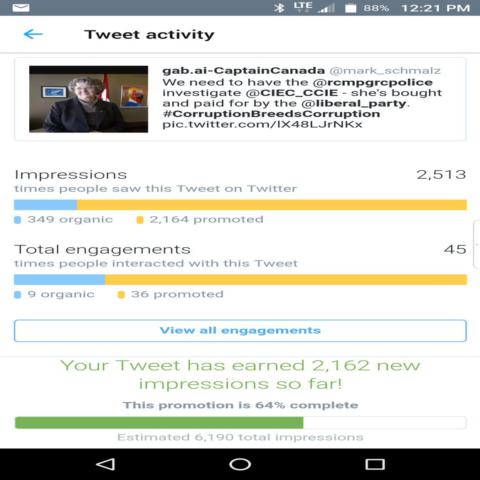 LTE 88% 12:21 PM
Tweet activity
gab.ai-CaptainCanada @mark_schmalz
We need to have the @rcmpgrcpolice
investigate @CIEC_CCIE - she's bought
and paid for by the @liberal_party.
#CorruptionBreedsCorruption
pic.twitter.com/lX48LJrNKx
Impressions 2,513
times people saw this Tweet on Twitter
349 organic 2,164 promoted
Total engagements 45
times people interacted with this Tweet
9 organic 36 promoted
View all engagements
Your Tweet has earned 2,162 new
impressions so far!
This promotion is 64% complete
Estimated 6,190 total impressions